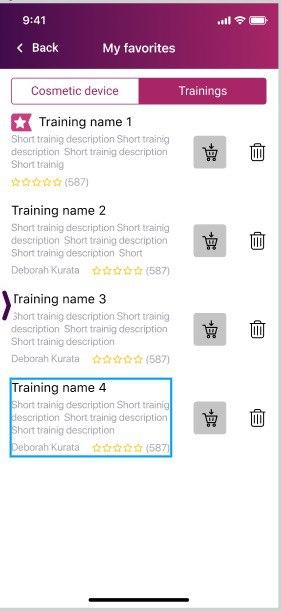 9:41
Back My favorites
Cosmetic device Trainings
Training name 1
Short trainig description Short trainig
description Short trainig description
Short trainig
(587)
Training name 2
Short trainig description Short trainig
description Short trainig description
Short trainig description Short
Deborah Kurata (587)
Training name 3
Short trainig description Short trainig
description Short trainig description
Short trainig description
Deborah Kurata (587)
Training name 4
Short trainig description Short trainig
description Short trainig description
Short trainig description
Deborah Kurata (587)